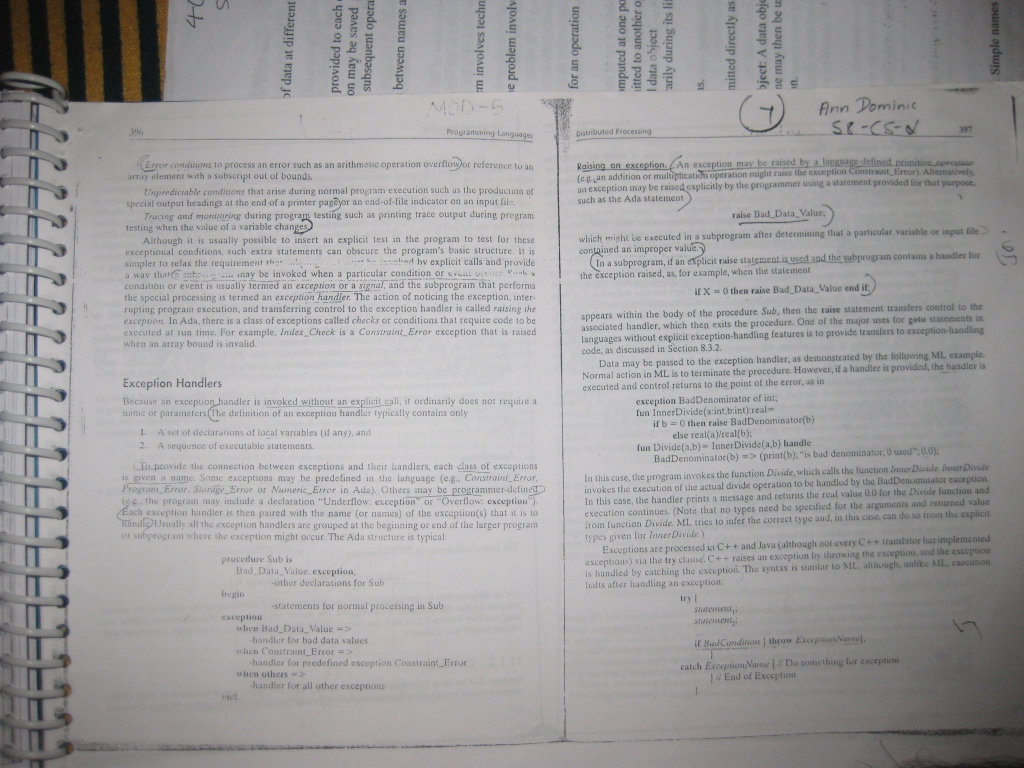 40
S
of data at different
provided to each
on may be saved
subsequent opera
between names a
m involves techn
e problem involv
for an operation
omputed at one po
itted to another o
data object
arily during its li
s.
mitted directly as
bject: A data obje
ne may then be u
n.
Simple names
MOD-5
396
Programming Languages
Error conditions to process an error such as an arithmetic operation overflow or reference to an
array element with a subscript out of bounds.
Unpredictable conditions that arise during normal program execution such as the production of
special output headings at the end of a printer page or an end-of-file indicator on an input file.
Tracing and monitoring during program testing such as printing trace output during program
testing when the value of a variable changes.
Although it is usually possible to insert an explicit test in the program to test for these
exceptional conditions, such extra statements can obscure the program's basic structure. It is
simpler to relax the requirement by explicit calls and provide
a way that may be invoked when a particular condition or event occurs. Such a
condition or event is usually termed an exception or a signal, and the subprogram that performs
the special processing is termed an exception handler. The action of noticing the exception, inter-
rupting program execution, and transferring control to the exception handler is called raising the
exception. In Ada, there is a class of exceptions called checks or conditions that require code to be
executed at run time. For example, Index_Check is a Constraint_Error exception that is raised
when an array bound is invalid.
Exception Handlers
Because an exception handler is invoked without an explicit call, it ordinarily does not require a
name or parameters. The definition of an exception handler typically contains only
1. A set of declarations of local variables (if any), and
2. A sequence of executable statements.
To provide the connection between exceptions and their handlers, each class of exceptions
is given a name. Some exceptions may be predefined in the language (e.g., Constraint_Error,
Program_Error, Storage_Error or Numeric_Error in Ada). Others may be programmer-defined
(e.g., the program may include a declaration "Underflow: exception" or "Overation: exception").
Each exception handler is then paired with the name (or names) of the exception(s) that it is to
handle. Usually all the exception handlers are grouped at the beginning or end of the larger program
or subprogram where the exception might occur. The Ada structure is typical:
procedure Sub is
Bad_Data_Value: exception;
-other declarations for Sub
begin
-statements for normal processing in Sub
exception
when Bad_Data_Value =>
-handler for bad data values
when Constraint_Error =>
-handler for predefined exception Constraint_Error
when others =>
-handler for all other exceptions
end.
7
Ann Dominic
S8-CS-2
Distributed Processing
397
Raising an exception. An exception may be raised by a language-defined primitive operation
(e.g., an addition or multiplication operation might raise the exception Constraint_Error). Alternatively,
an exception may be raised explicitly by the programmer using a statement provided for that purpose,
such as the Ada statement
raise Bad_Data_Value;
which might be executed in a subprogram after determining that a particular variable or input file
contained an improper value.
In a subprogram, if an explicit raise statement is used and the subprogram contains a handler for
the exception raised, as, for example, when the statement
if X = 0 then raise Bad_Data_Value end if;
appears within the body of the procedure Sub, then the raise statement transfers control to the
associated handler, which then exits the procedure. One of the major uses for goto statements in
languages without explicit exception-handling features is to provide transfers to exception-handling
code, as discussed in Section 8.3.2.
Data may be passed to the exception handler, as demonstrated by the following ML example.
Normal action in ML is to terminate the procedure. However, if a handler is provided, the handler is
executed and control returns to the point of the error, as in
exception BadDenominator of int;
fun InnerDivide(a:int,b:int):real=
if b = 0 then raise BadDenominator(b)
else real(a)/real(b);
fun Divide(a,b)= InnerDivide(a,b) handle
BadDenominator(b) => (print(b); "is bad denominator, 0 used"; 0.0);
In this case, the program invokes the function Divide, which calls the function InnerDivide. InnerDivide
invokes the execution of the actual divide operation to be handled by the BadDenominator exception.
In this case, the handler prints a message and returns the real value 0.0 for the Divide function and
execution continues. (Note that no types need be specified for the arguments and returned value
from function Divide. ML tries to infer the correct type and, in this case, can do so from the explicit
types given for InnerDivide.)
Exceptions are processed in C++ and Java (although not every C++ translator has implemented
exceptions) via the try clause. C++ raises an exception by throwing the exception, and the exception
is handled by catching the exception. The syntax is similar to ML, although, unlike ML, execution
halts after handling an exception:
try {
statement1;
statement2;
if BadCondition { throw ExceptionName};
}
catch ExceptionName { // Do something for exception
} // End of Exception
}